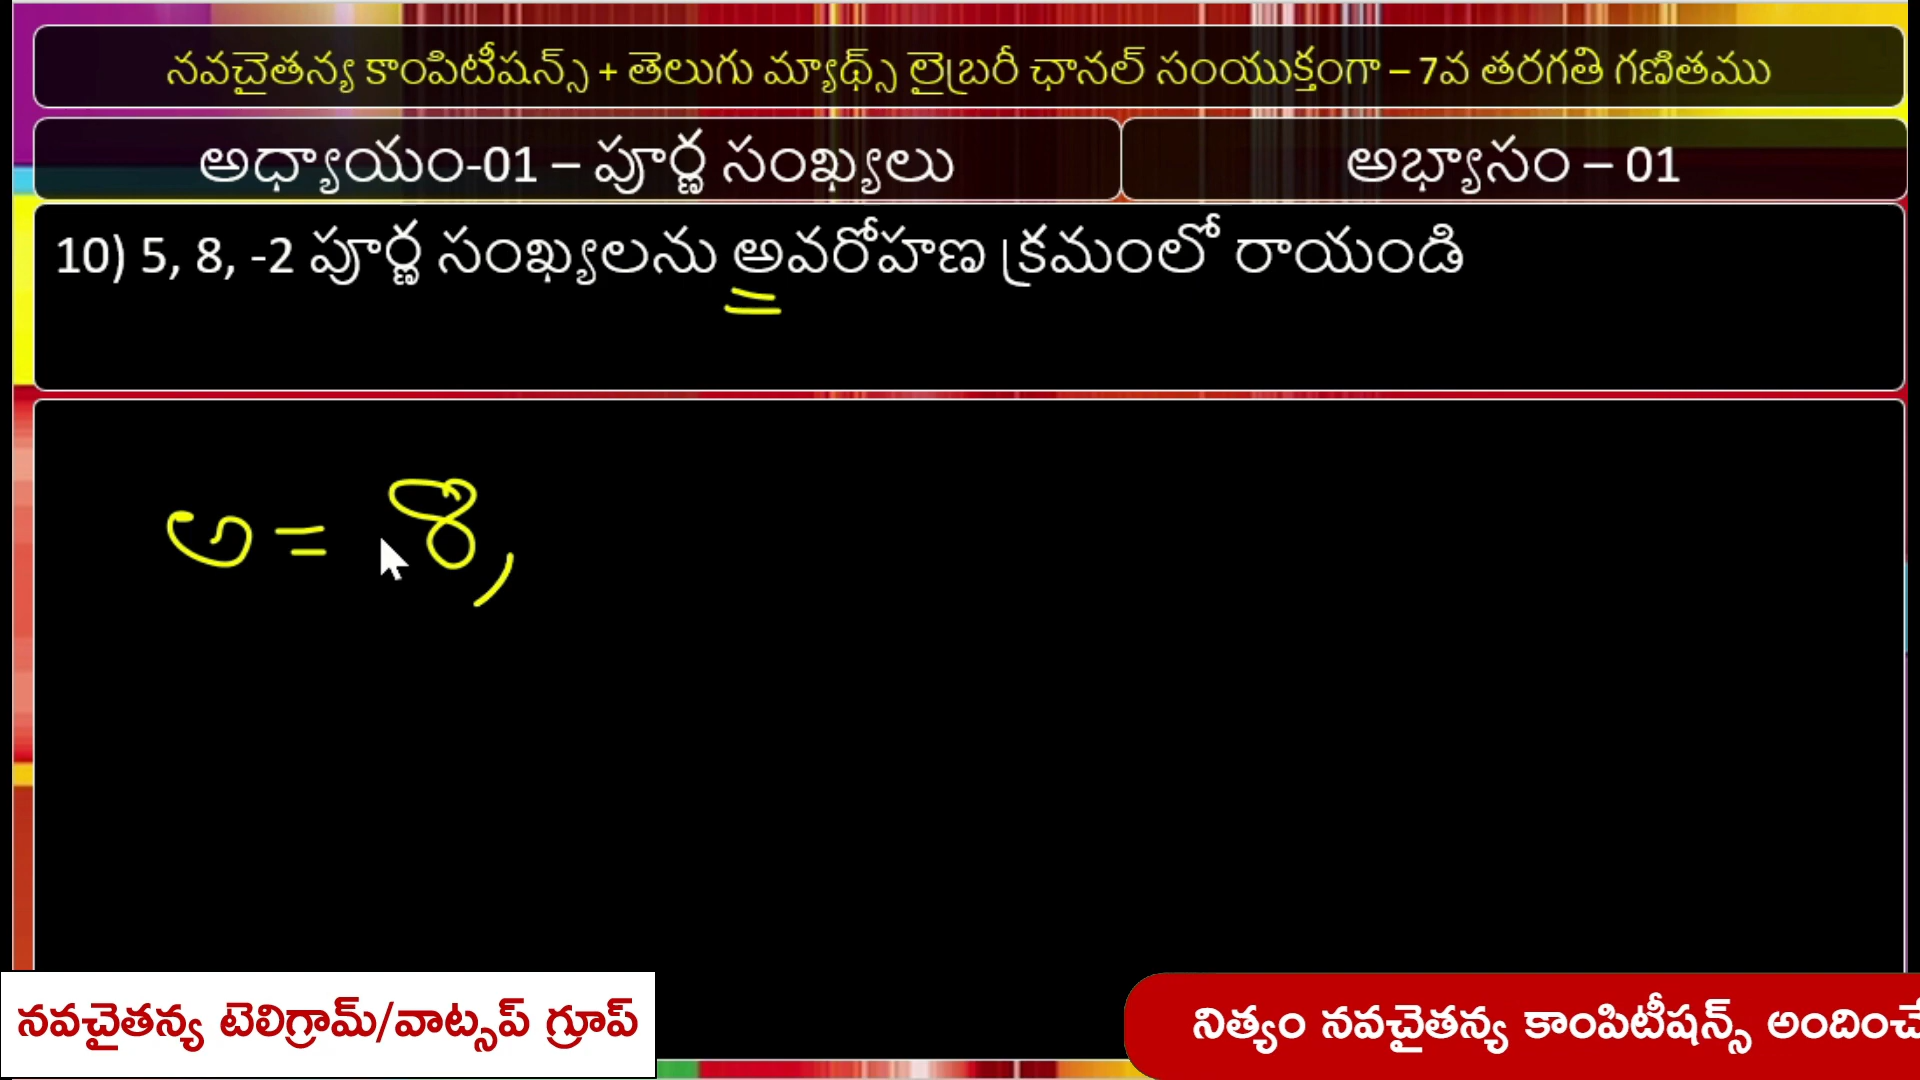 నవచైతన్య కాంపిటీషన్స్ + తెలుగు మ్యాథ్స్ లైబ్రరీ ఛానల్ సంయుక్తంగా – 7వ తరగతి గణితము
అధ్యాయం-01 – పూర్ణ సంఖ్యలు
అభ్యాసం – 01
10) 5, 8, -2 పూర్ణ సంఖ్యలను అవరోహణ క్రమంలో రాయండి
అ = 8,
నవచైతన్య టెలిగ్రామ్/వాట్సప్ గ్రూప్
నిత్యం నవచైతన్య కాంపిటీషన్స్ అందించే